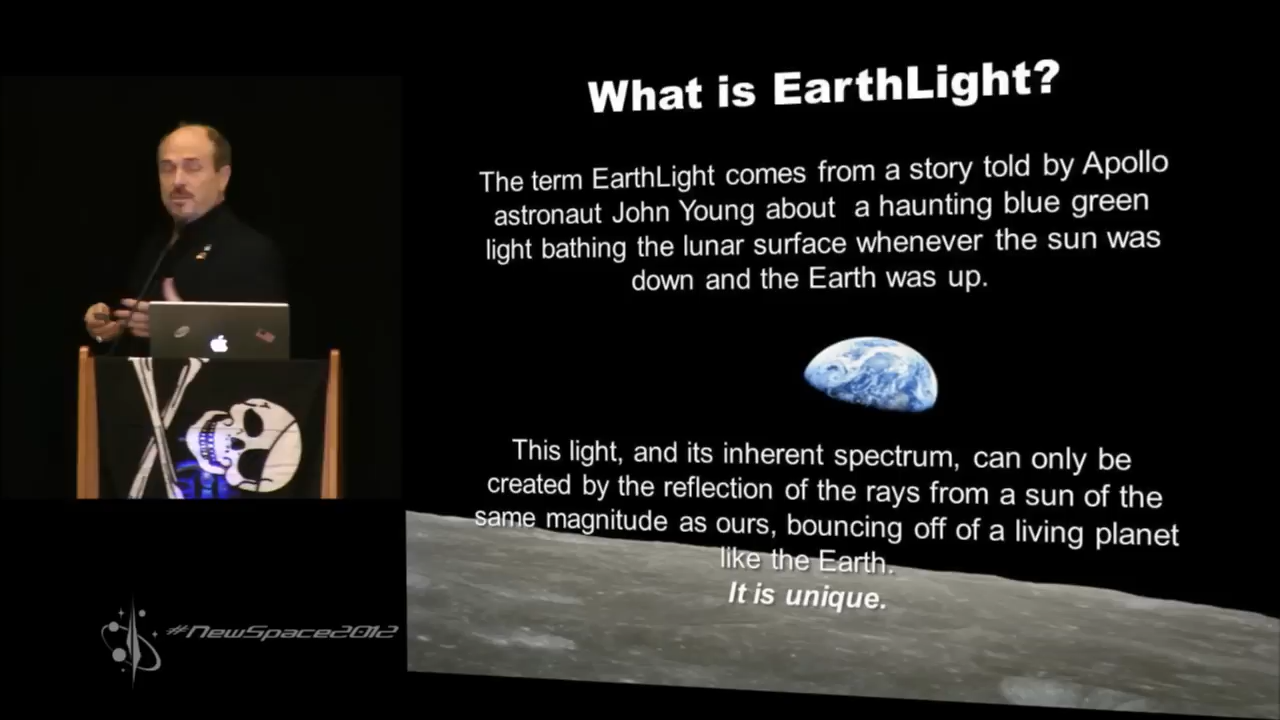 What is EarthLight?
The term EarthLight comes from a story told by Apollo
astronaut John Young about a haunting blue green
light bathing the lunar surface whenever the sun was
down and the Earth was up.
This light, and its inherent spectrum, can only be
created by the reflection of the rays from a sun of the
same magnitude as ours, bouncing off of a living planet
like the Earth.
It is unique.
#NewSpace2012